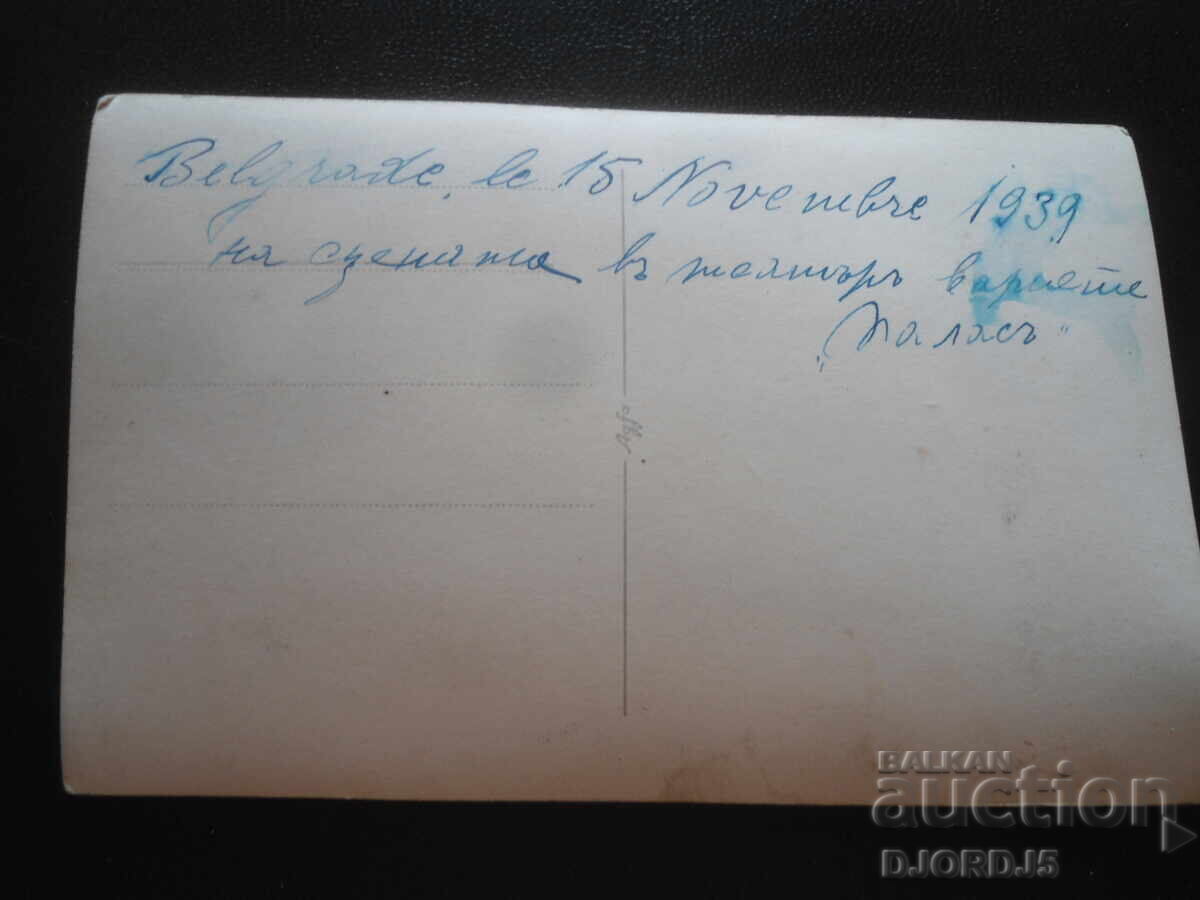 Belgrade, le 15 Novembre 1939
на сцената въ театъръ вариете
„Паласъ"
BALKAN
auction
DJORDJ5